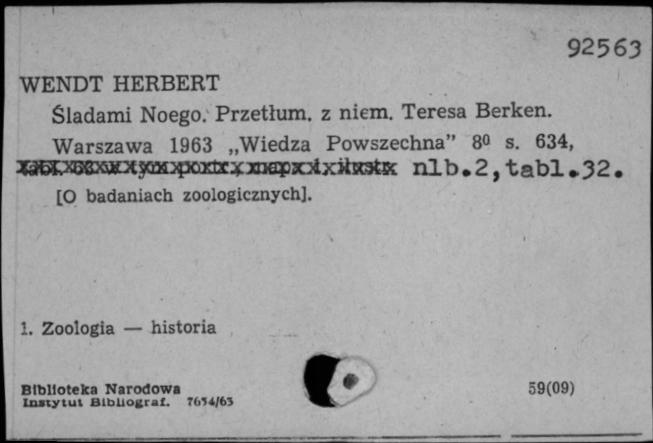 92563
WENDT HERBERT
Śladami Noego. Przetłum. z niem. Teresa Berken.
Warszawa 1963 „Wiedza Powszechna” 8⁰ s. 634,
nlb.2,tabl.32.
[O badaniach zoologicznych].
1. Zoologia — historia
Biblioteka Narodowa
Instytut Bibliograf. 7654/63
59(09)